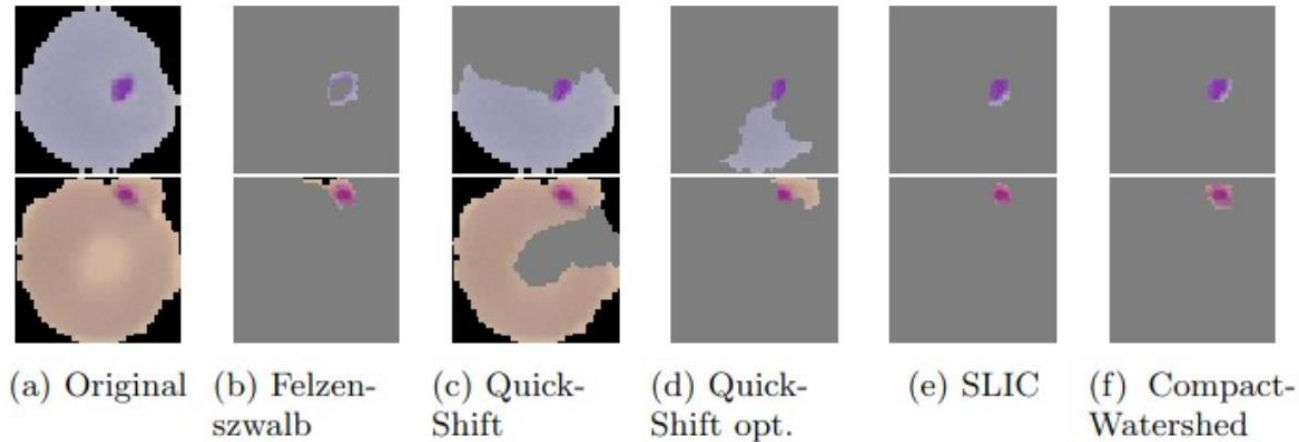 (a) Original (b) Felzen- (c) Quick- (d) Quick- (e) SLIC (f) Compact-
szwalb Shift Shift opt. Watershed